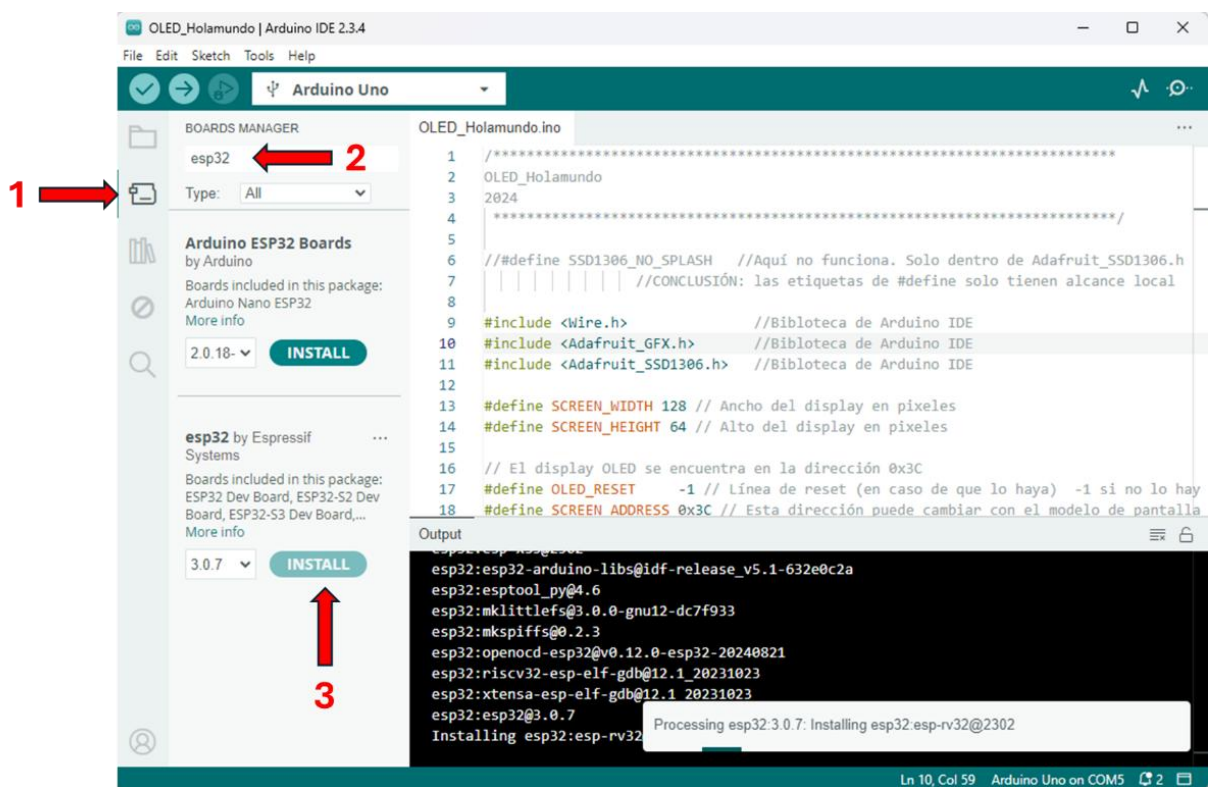 OLED_Holamundo | Arduino IDE 2.3.4
File Edit Sketch Tools Help
Arduino Uno
BOARDS MANAGER
esp32
2
1
Type: All
Arduino ESP32 Boards
by Arduino
Boards included in this package:
Arduino Nano ESP32
More info
2.0.18-
INSTALL
esp32 by Espressif
Systems
Boards included in this package:
ESP32 Dev Board, ESP32-S2 Dev
Board, ESP32-S3 Dev Board,...
More info
3.0.7
INSTALL
3
OLED_Holamundo.ino
1 /***************************************************************************
2 OLED_Holamundo
3 2024
4 ***************************************************************************/
5
6 //#define SSD1306_NO_SPLASH //Aquí no funciona. Solo dentro de Adafruit_SSD1306.h
7 //CONCLUSIÓN: las etiquetas de #define solo tienen alcance local
8
9 #include <Wire.h> //Bibloteca de Arduino IDE
10 #include <Adafruit_GFX.h> //Bibloteca de Arduino IDE
11 #include <Adafruit_SSD1306.h> //Bibloteca de Arduino IDE
12
13 #define SCREEN_WIDTH 128 // Ancho del display en pixeles
14 #define SCREEN_HEIGHT 64 // Alto del display en pixeles
15
16 // El display OLED se encuentra en la dirección 0x3C
17 #define OLED_RESET -1 // Línea de reset (en caso de que lo haya) -1 si no lo hay
18 #define SCREEN_ADDRESS 0x3C // Esta dirección puede cambiar con el modelo de pantalla
Output
esp32:esp-x32@2302
esp32:esp32-arduino-libs@idf-release_v5.1-632e0c2a
esp32:esptool_py@4.6
esp32:mklittlefs@3.0.0-gnu12-dc7f933
esp32:mkspiffs@0.2.3
esp32:openocd-esp32@v0.12.0-esp32-20240821
esp32:riscv32-esp-elf-gdb@12.1_20231023
esp32:xtensa-esp-elf-gdb@12.1_20231023
esp32:esp32@3.0.7
Installing esp32:esp-rv32
Processing esp32:3.0.7: Installing esp32:esp-rv32@2302
Ln 10, Col 59 Arduino Uno on COM5 2